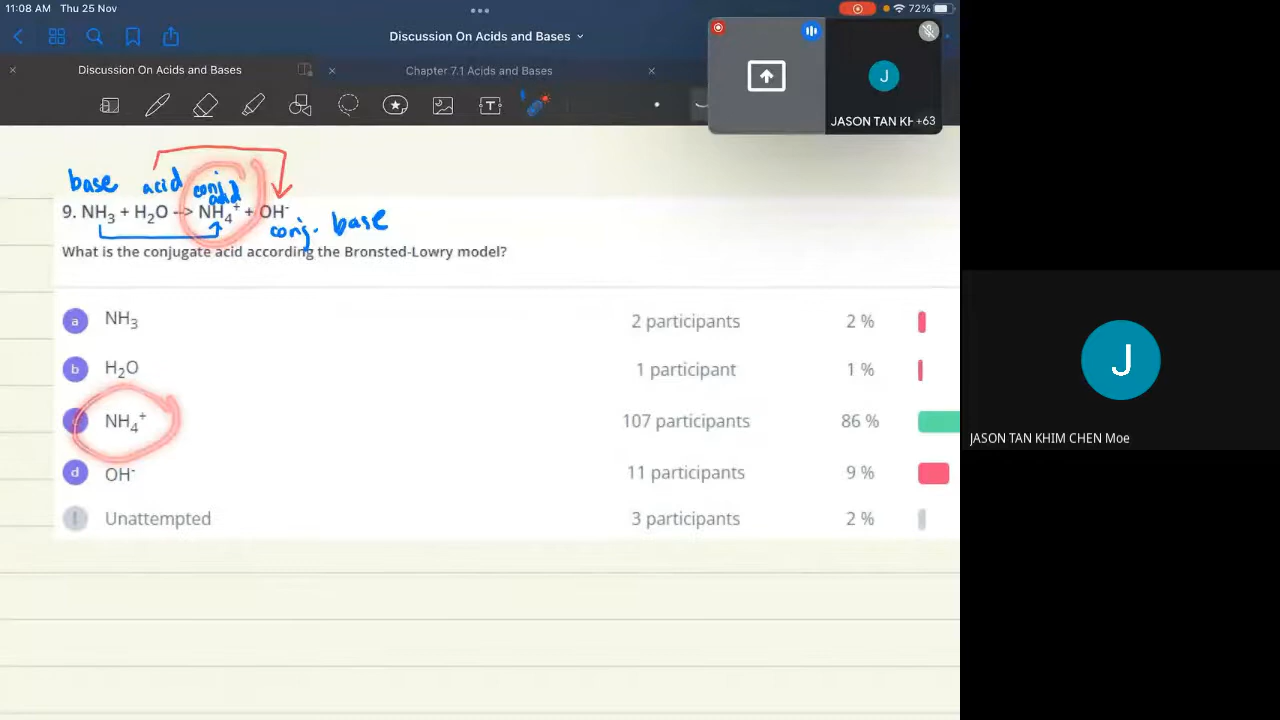 11:08 AM Thu 25 Nov
72%
Discussion On Acids and Bases
Discussion On Acids and Bases
Chapter 7.1 Acids and Bases
T
J
JASON TAN KH +63
base acid conj. acid
9. NH₃ + H₂O --> NH₄⁺ + OH⁻
conj. base
What is the conjugate acid according the Bronsted-Lowry model?
a NH₃ 2 participants 2 %
b H₂O 1 participant 1 %
c NH₄⁺ 107 participants 86 %
d OH⁻ 11 participants 9 %
! Unattempted 3 participants 2 %
J
JASON TAN KHIM CHEN Moe